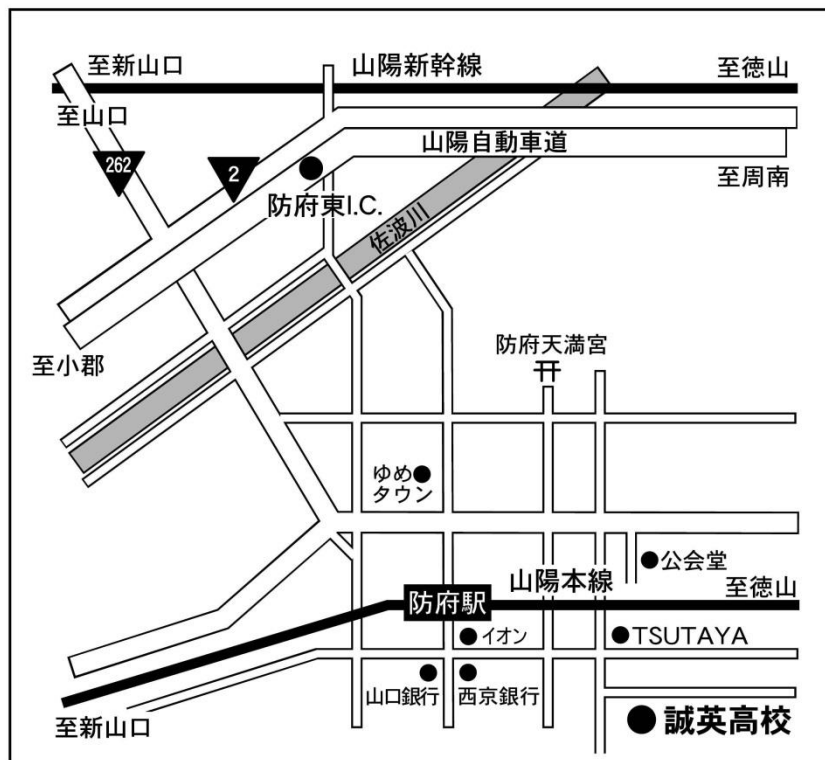 至新山口
山陽新幹線
至徳山
至山口
山陽自動車道
262
2
至周南
防府東I.C.
佐波川
防府天満宮
至小郡
ゆめ
タウン
公会堂
山陽本線
至徳山
防府駅
イオン
TSUTAYA
山口銀行
西京銀行
誠英高校
至新山口